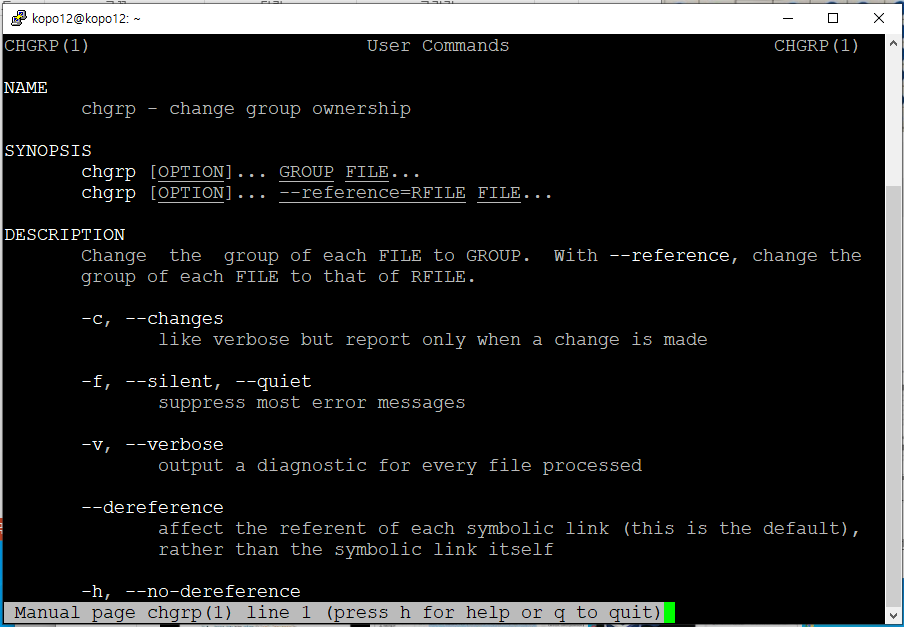 kopo12@kopo12: ~
CHGRP(1) User Commands CHGRP(1)
NAME
chgrp - change group ownership
SYNOPSIS
chgrp [OPTION]... GROUP FILE...
chgrp [OPTION]... --reference=RFILE FILE...
DESCRIPTION
Change the group of each FILE to GROUP. With --reference, change the
group of each FILE to that of RFILE.
-c, --changes
like verbose but report only when a change is made
-f, --silent, --quiet
suppress most error messages
-v, --verbose
output a diagnostic for every file processed
--dereference
affect the referent of each symbolic link (this is the default),
rather than the symbolic link itself
-h, --no-dereference
Manual page chgrp(1) line 1 (press h for help or q to quit)